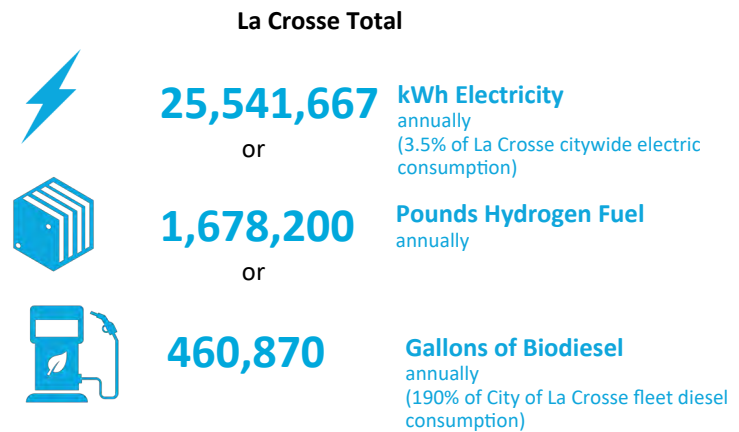 La Crosse Total
25,541,667
kWh Electricity
annually
(3.5% of La Crosse citywide electric
consumption)
or
1,678,200
Pounds Hydrogen Fuel
annually
or
460,870
Gallons of Biodiesel
annually
(190% of City of La Crosse fleet diesel
consumption)